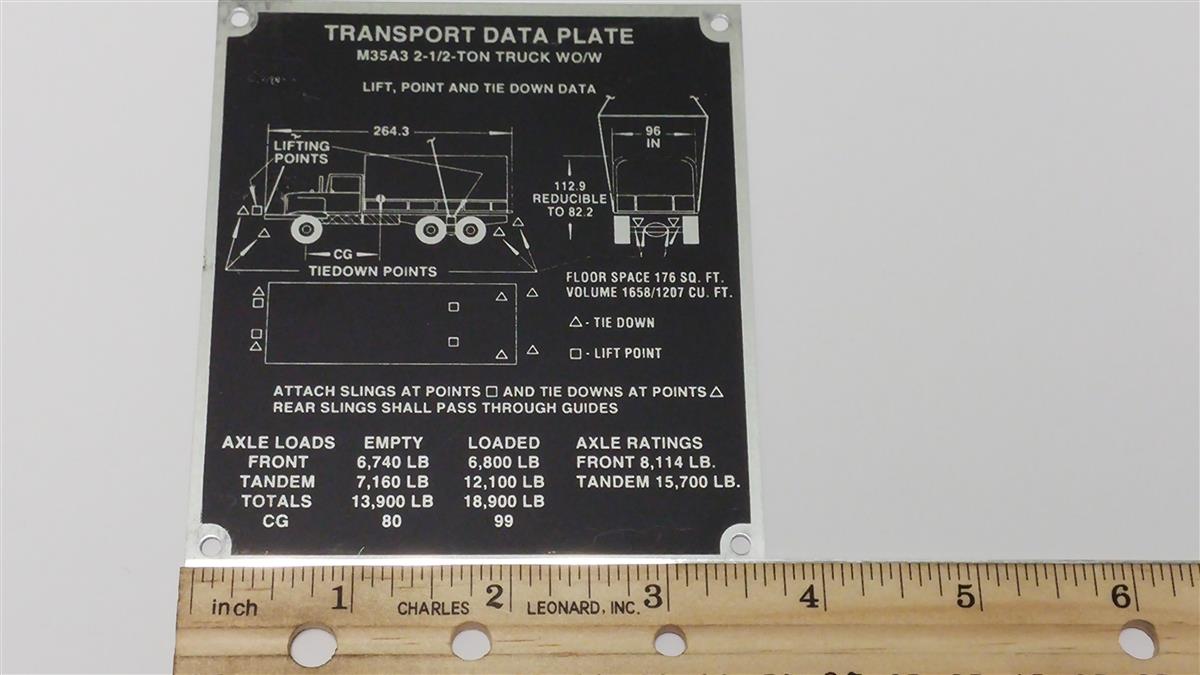 TRANSPORT DATA PLATE
M35A3 2-1/2-TON TRUCK WO/W
LIFT, POINT AND TIE DOWN DATA
264.3
96
IN
LIFTING
POINTS
112.9
REDUCIBLE
TO 82.2
CG
TIEDOWN POINTS
FLOOR SPACE 176 SQ. FT.
VOLUME 1658/1207 CU. FT.
△ - TIE DOWN
□ - LIFT POINT
ATTACH SLINGS AT POINTS □ AND TIE DOWNS AT POINTS △
REAR SLINGS SHALL PASS THROUGH GUIDES
AXLE LOADS EMPTY LOADED AXLE RATINGS
FRONT 6,740 LB 6,800 LB FRONT 8,114 LB.
TANDEM 7,160 LB 12,100 LB TANDEM 15,700 LB.
TOTALS 13,900 LB 18,900 LB
CG 80 99
inch 1 CHARLES 2 LEONARD, INC. 3 4 5 6